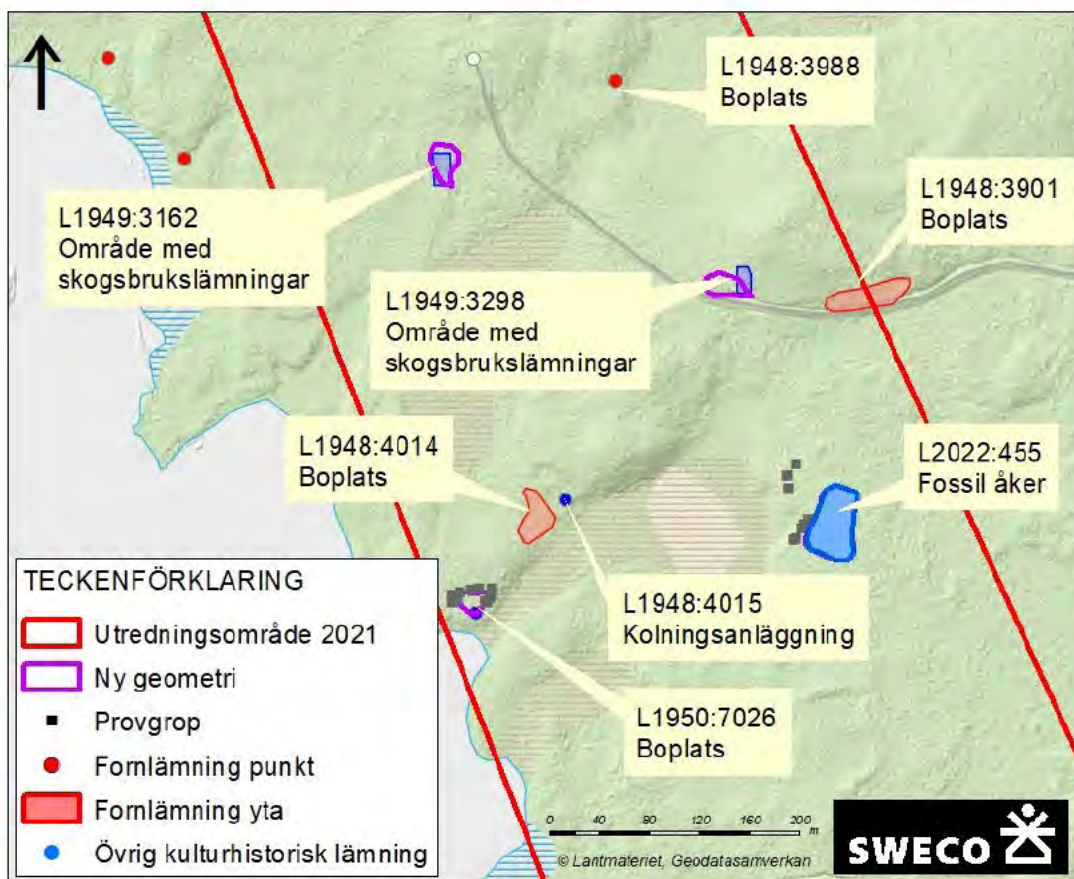 L1948:3988
Boplats
L1948:3901
Boplats
L1949:3162
Område med
skogsbrukslämningar
L1949:3298
Område med
skogsbrukslämningar
L1948:4014
Boplats
L2022:455
Fossil åker
L1948:4015
Kolningsanläggning
L1950:7026
Boplats
TECKENFÖRKLARING
Utredningsområde 2021
Ny geometri
Provgrop
Fornlämning punkt
Fornlämning yta
Övrig kulturhistorisk lämning
0 40 80 120 160 200
m
© Lantmäteriet, Geodatasamverkan
SWECO